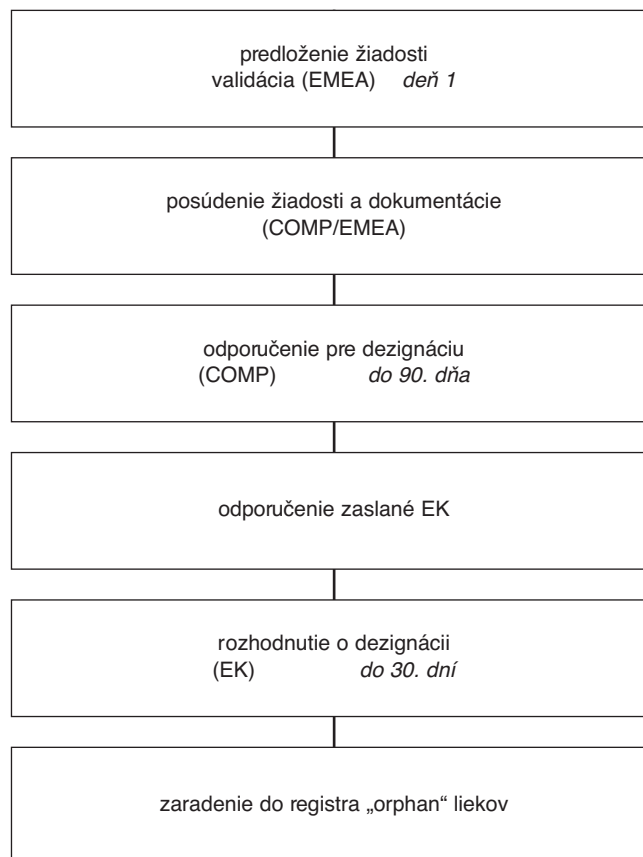 predloženie žiadosti
validácia (EMEA) deň 1
posúdenie žiadosti a dokumentácie
(COMP/EMEA)
odporučenie pre dezignáciu
(COMP) do 90. dňa
odporučenie zaslané EK
rozhodnutie o dezignácii
(EK) do 30. dní
zaradenie do registra „orphan“ liekov